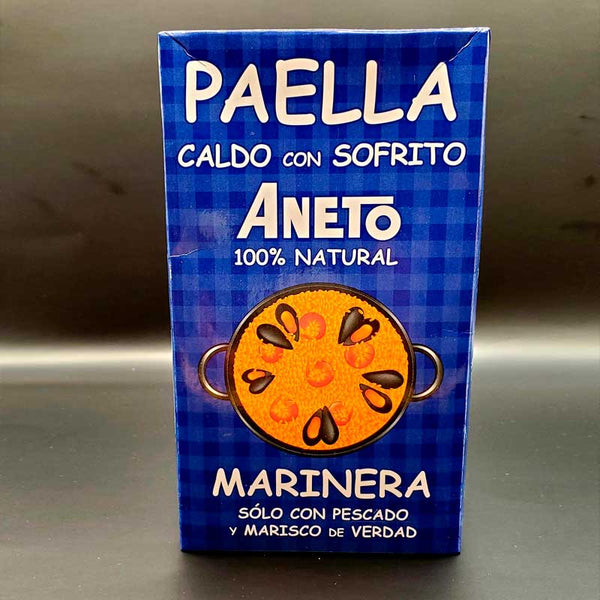 PAELLA
CALDO CON SOFRITO
ANETO
100% NATURAL
MARINERA
SÓLO CON PESCADO
Y MARISCO DE VERDAD